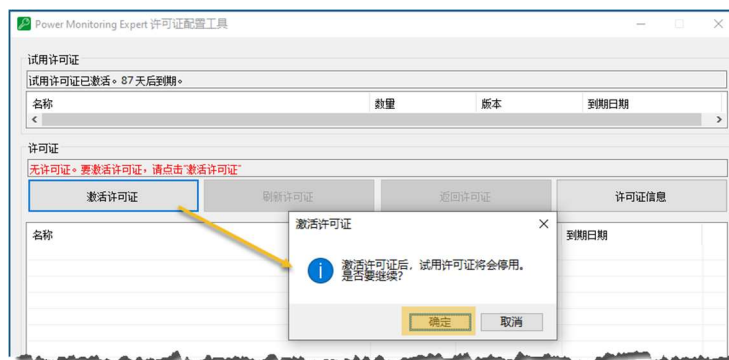 Power Monitoring Expert 许可证配置工具
试用许可证
试用许可证已激活。87 天后到期。
名称 数量 版本 到期日期
许可证
无许可证。要激活许可证，请点击“激活许可证”
激活许可证 刷新许可证 返回许可证 许可证信息
激活许可证
名称 到期日期
激活许可证后，试用许可证将会停用。
是否要继续?
确定 取消